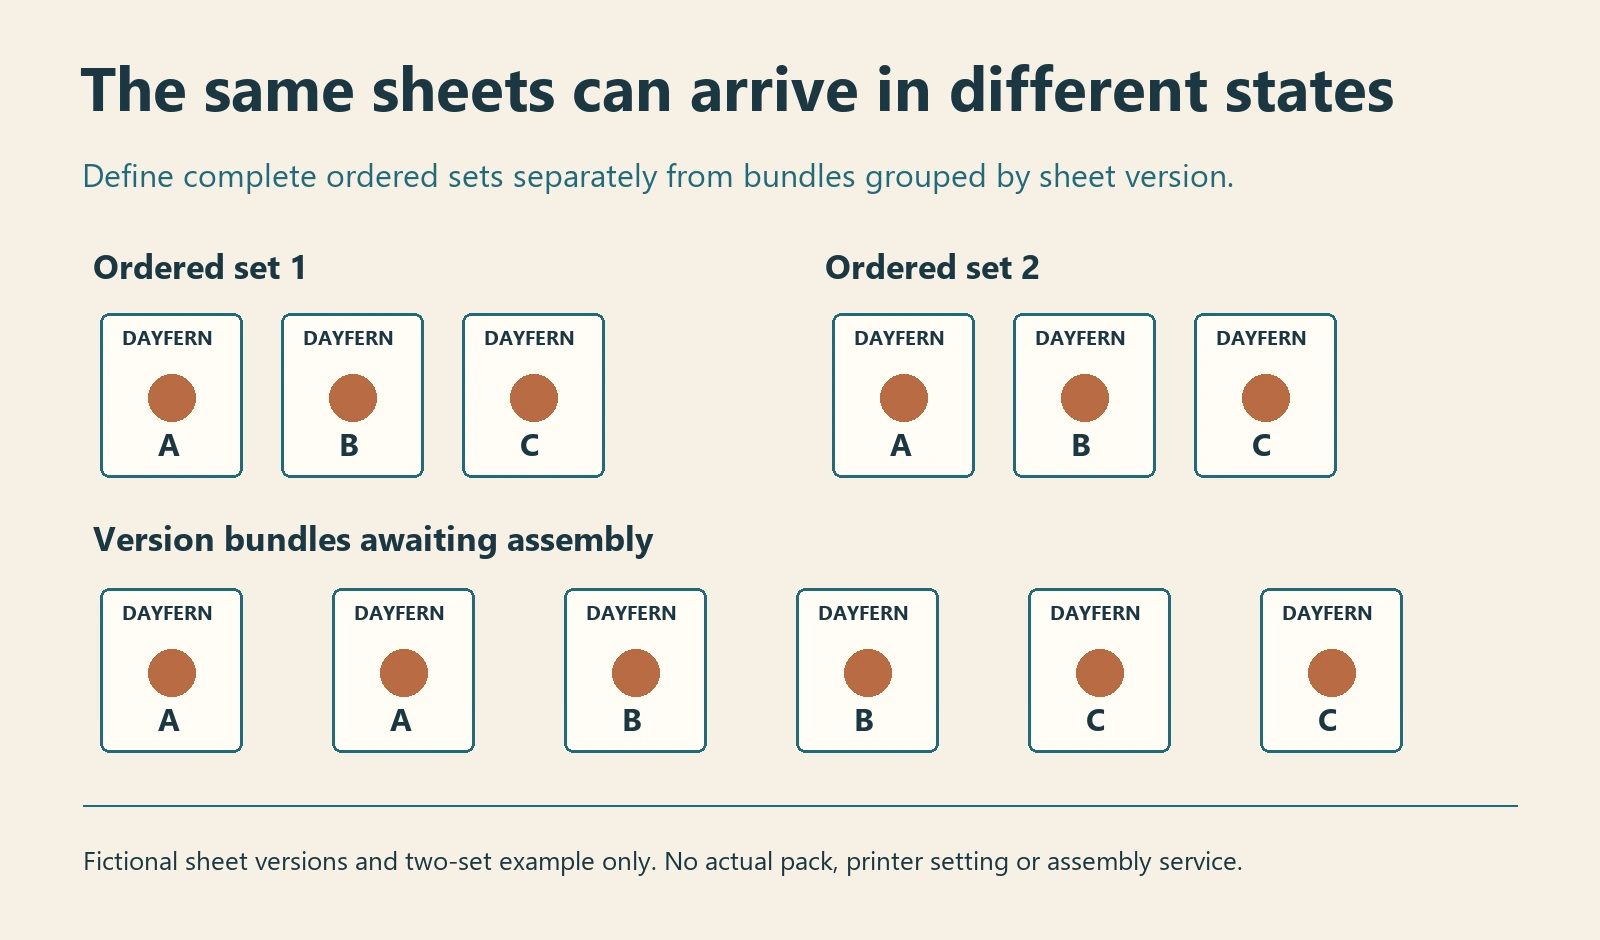 The same sheets can arrive in different states
Define complete ordered sets separately from bundles grouped by sheet version.
Ordered set 1
DAYFERN
A
DAYFERN
B
DAYFERN
C
Ordered set 2
DAYFERN
A
DAYFERN
B
DAYFERN
C
Version bundles awaiting assembly
DAYFERN
A
DAYFERN
A
DAYFERN
B
DAYFERN
B
DAYFERN
C
DAYFERN
C
Fictional sheet versions and two-set example only. No actual pack, printer setting or assembly service.